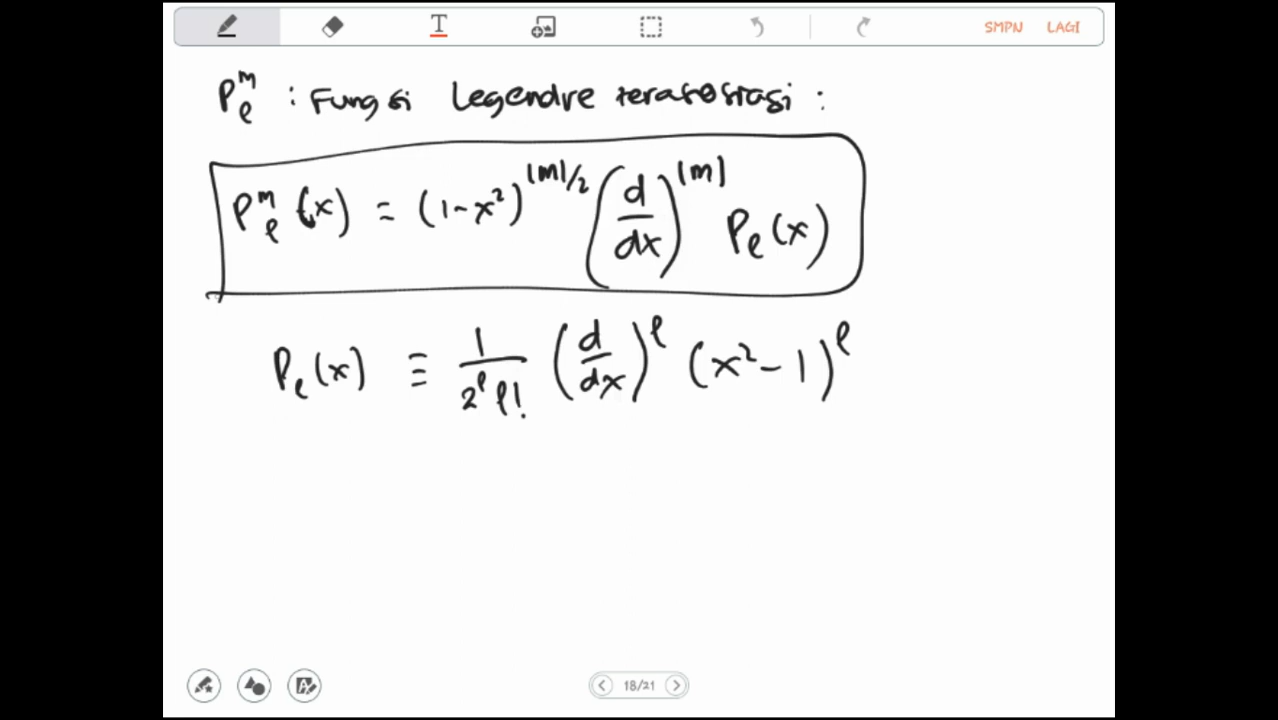 T SMPN LAGI
P_ℓ^m : Fungsi Legendre terasosiasi :
P_ℓ^m (x) = (1-x²)^{|m|/2} (d/dx)^{|m|} P_ℓ(x)
P_ℓ(x) ≡ 1/(2^ℓ ℓ!) (d/dx)^ℓ (x²-1)^ℓ
18/21